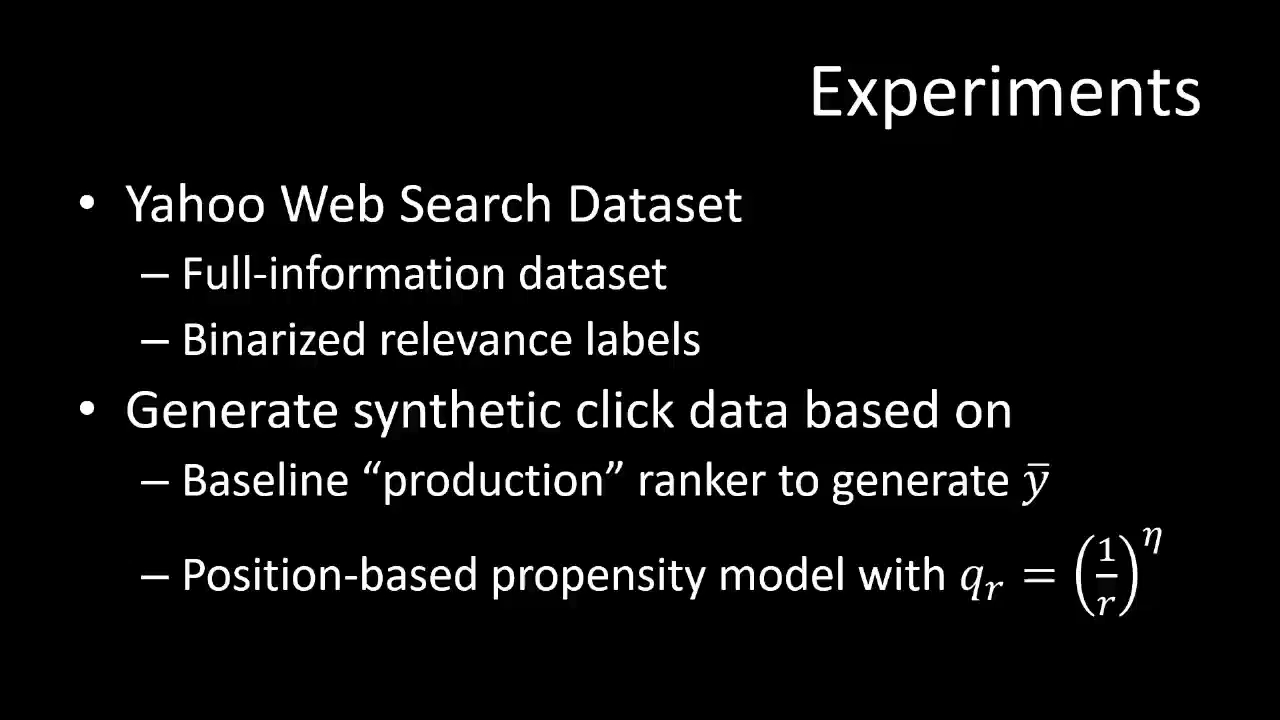 Experiments
• Yahoo Web Search Dataset
– Full-information dataset
– Binarized relevance labels
• Generate synthetic click data based on
– Baseline “production” ranker to generate ȳ
– Position-based propensity model with qᵣ = (1/r)^η